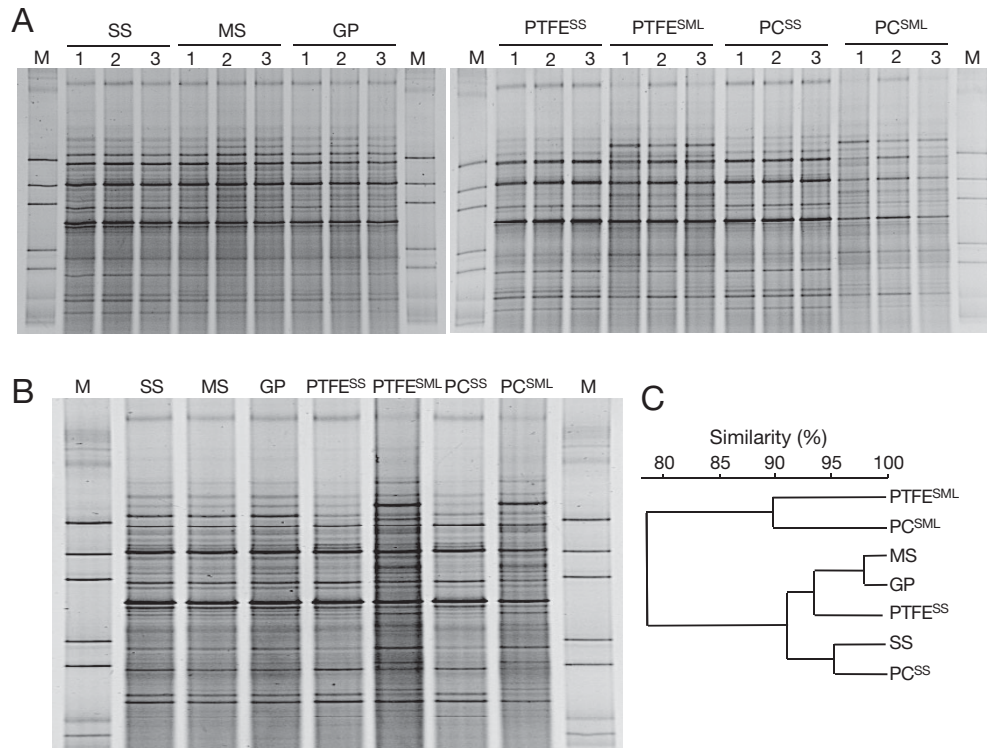 A
SS MS GP
M 1 2 3 1 2 3 1 2 3 M
PTFE^SS PTFE^SML PC^SS PC^SML
M 1 2 3 1 2 3 1 2 3 1 2 3 M
B
M SS MS GP PTFE^SS PTFE^SML PC^SS PC^SML M
C
Similarity (%)
80 85 90 95 100
PTFE^SML
PC^SML
MS
GP
PTFE^SS
SS
PC^SS